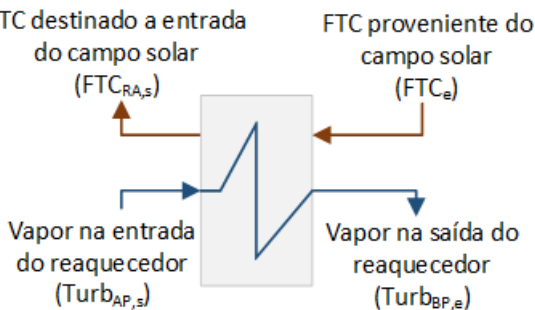 TC destinado a entrada
do campo solar
(FTCRA,s)
FTC proveniente do
campo solar
(FTCe)
Vapor na entrada
do reaquecedor
(TurbAP,s)
Vapor na saída do
reaquecedor
(TurbBP,e)